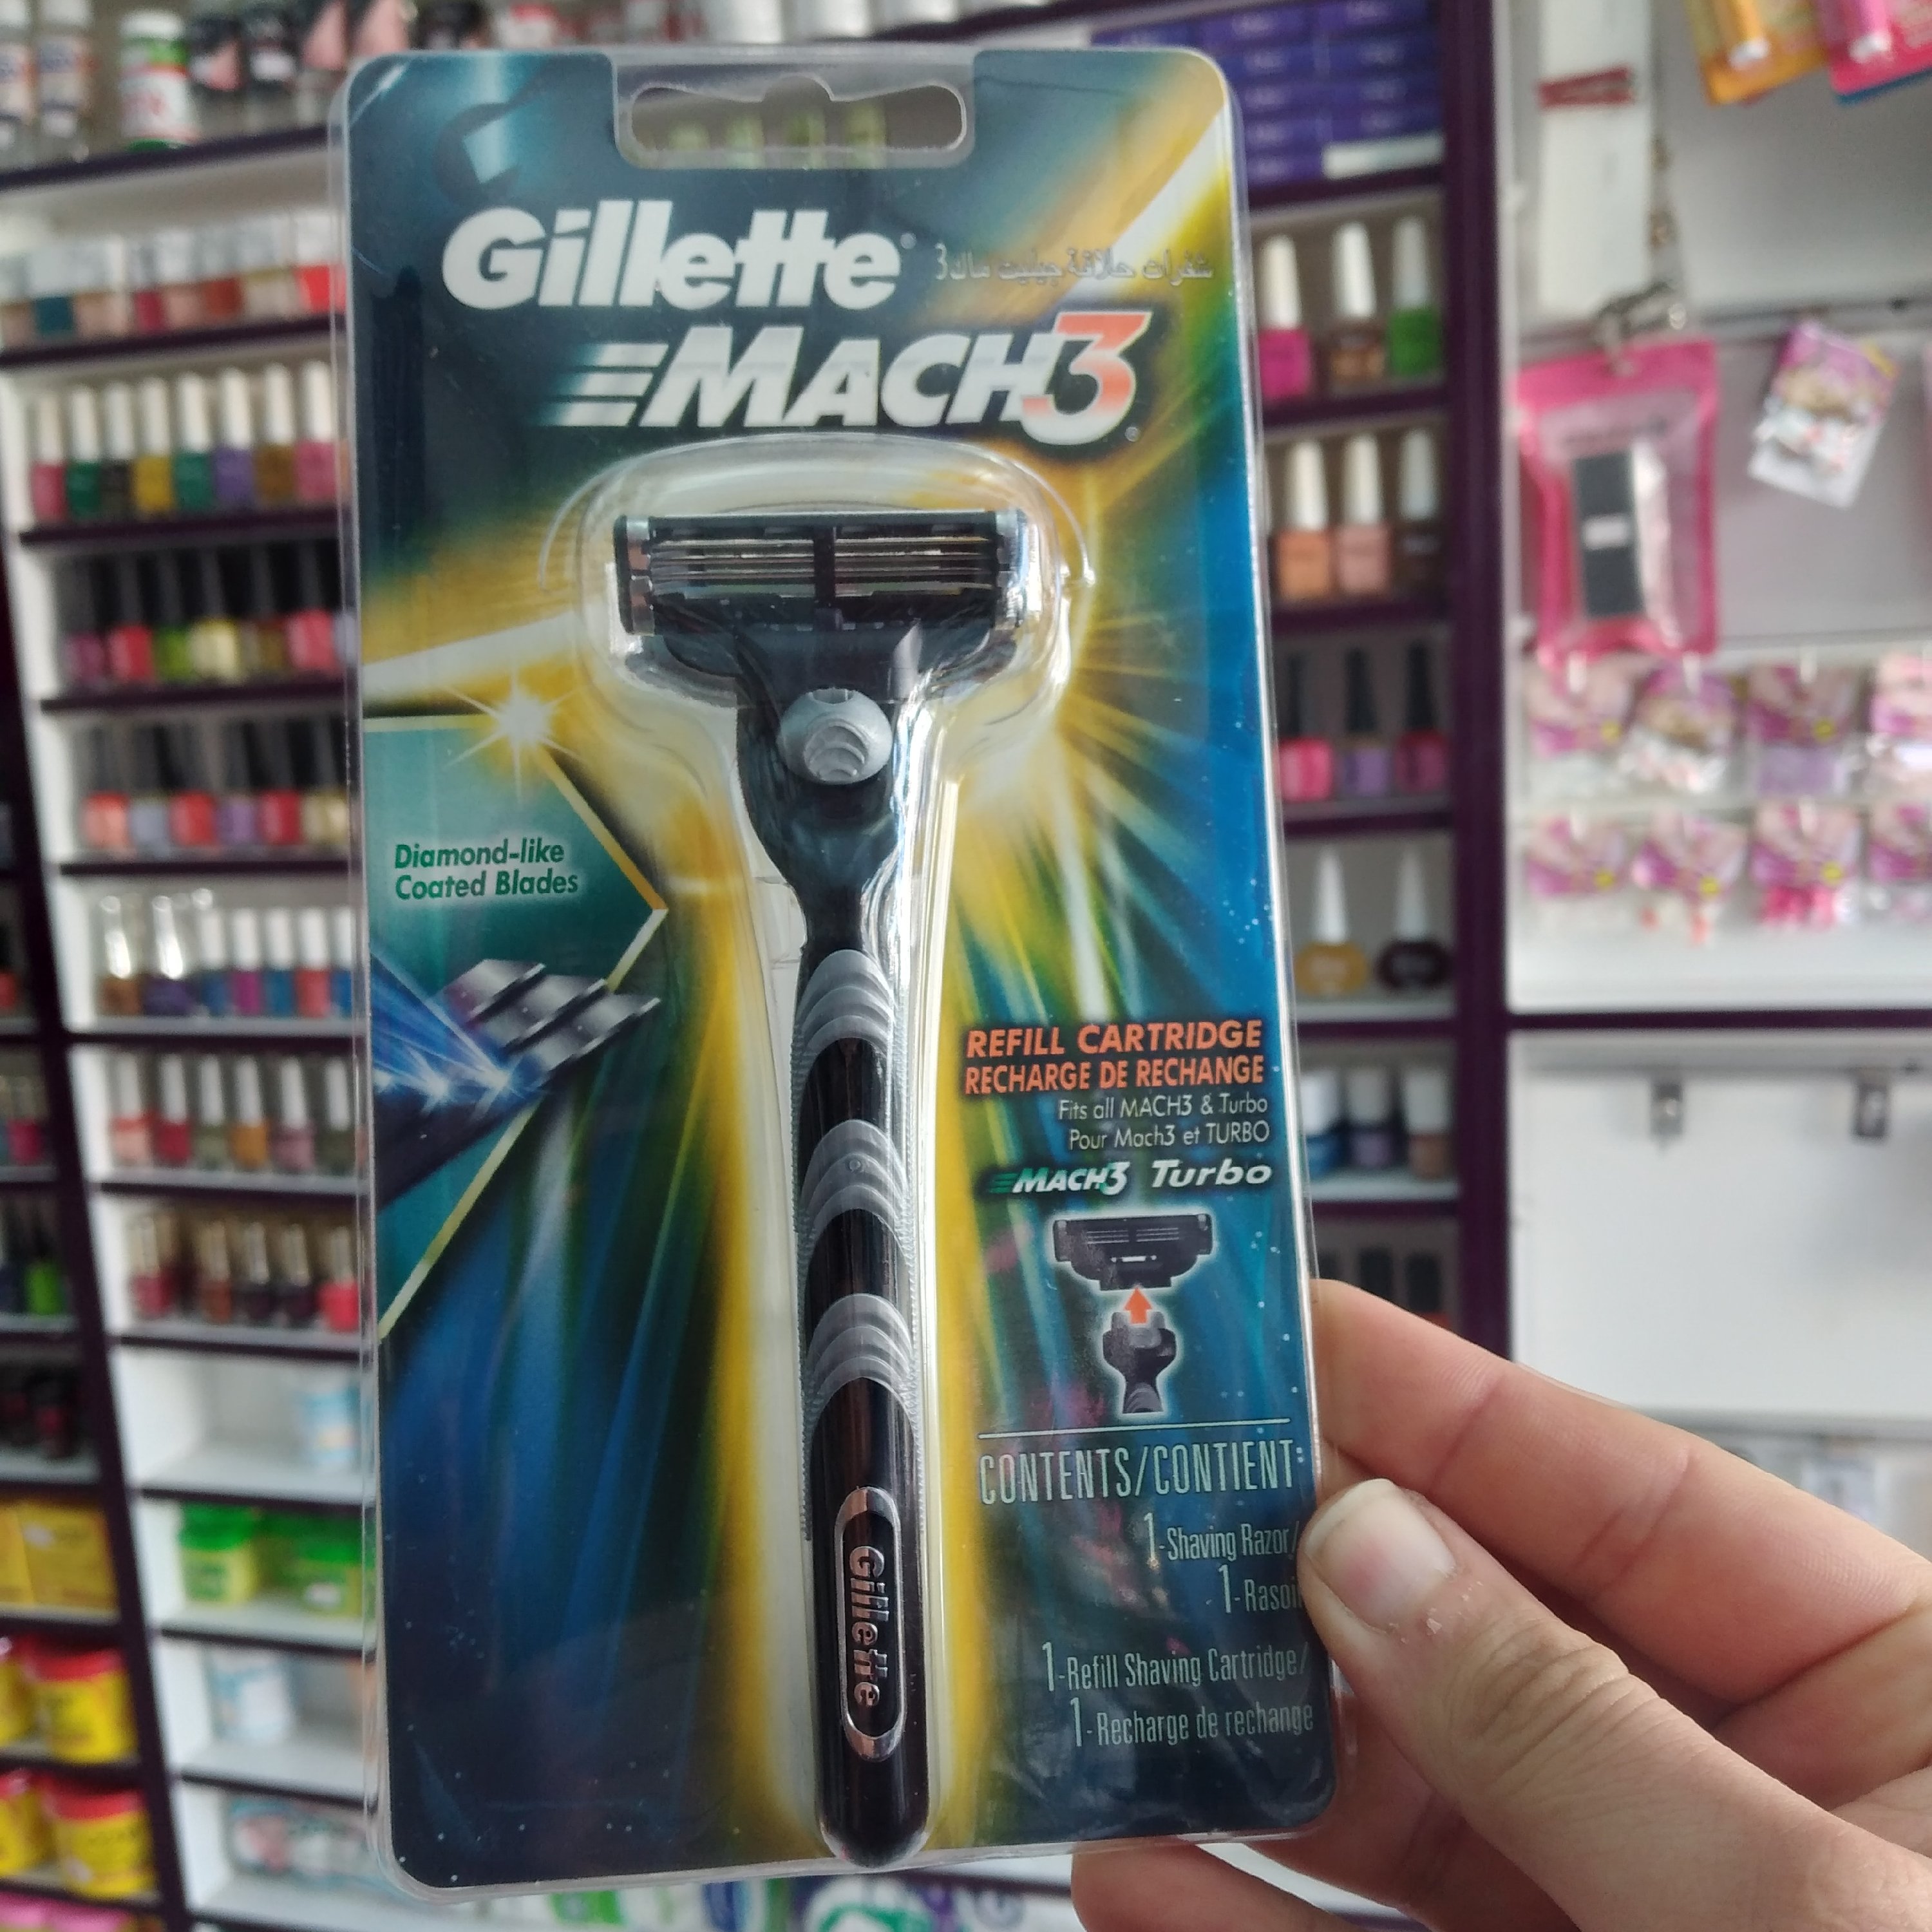 Gillette
شفرات حلاقة جيليت ماك3
MACH3
Diamond-like
Coated Blades
REFILL CARTRIDGE
RECHARGE DE RECHANGE
Fits all MACH3 & Turbo
Pour Mach3 et TURBO
MACH3 Turbo
CONTENTS/CONTIENT:
1-Shaving Razor/
1-Rasoir
1-Refill Shaving Cartridge/
1-Recharge de rechange
Gillette